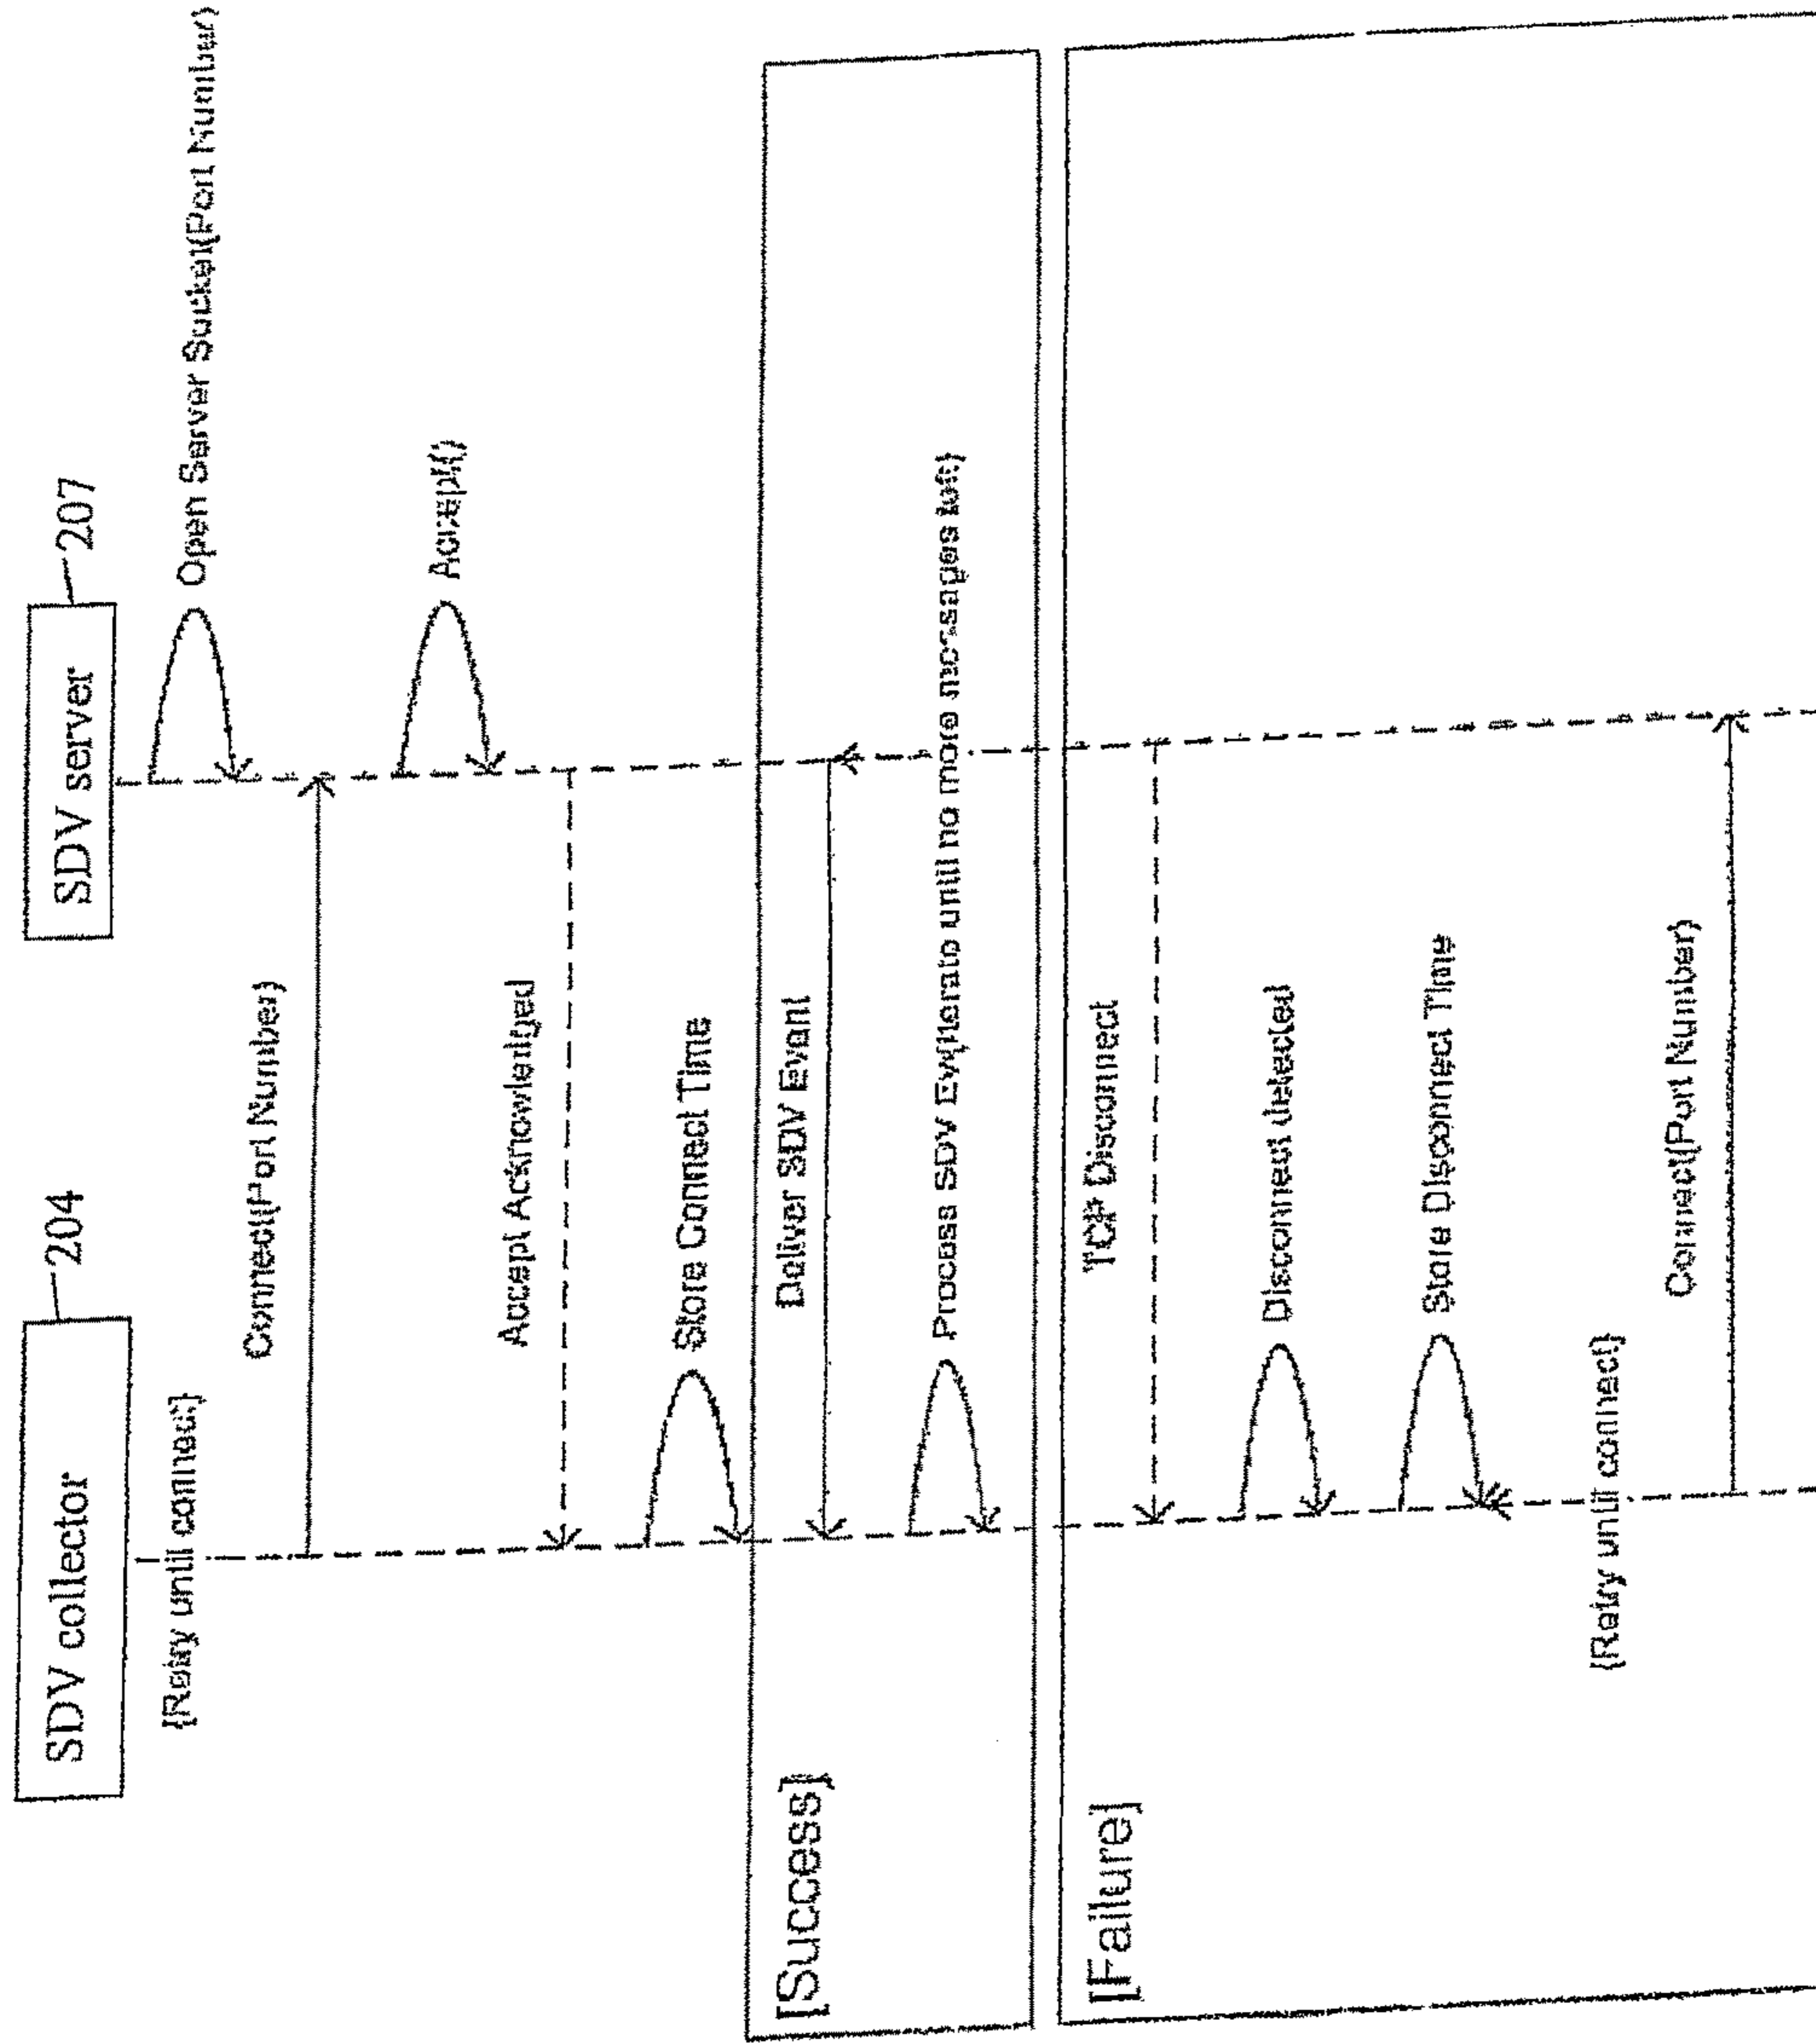 SDV collector
204
SDV server
207
{Retry until connect}
Open Server Socket(Port Number)
Connect(Port Number)
Accept()
Accept Acknowledged
Store Connect Time
[Success]
Deliver SDV Event
Process SDV Ev(Iterate until no more messages left)
[Failure]
TCP Disconnect
Disconnect detected
Store Disconnect Time
{Retry until connect}
Connect(Port Number)